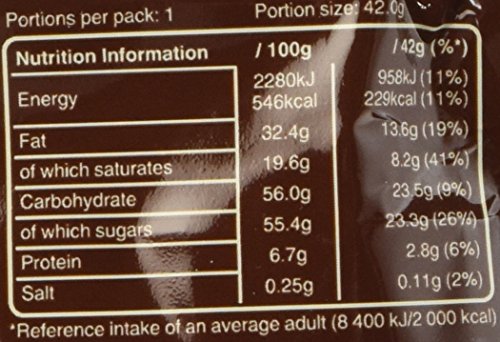 Portions per pack: 1 Portion size: 42.0g
Nutrition Information / 100g / 42g (%*)
Energy 2280kJ 958kJ (11%)
546kcal 229kcal (11%)
Fat 32.4g 13.6g (19%)
of which saturates 19.6g 8.2g (41%)
Carbohydrate 56.0g 23.5g (9%)
of which sugars 55.4g 23.3g (26%)
Protein 6.7g 2.8g (6%)
Salt 0.25g 0.11g (2%)
*Reference intake of an average adult (8 400 kJ/2 000 kcal)